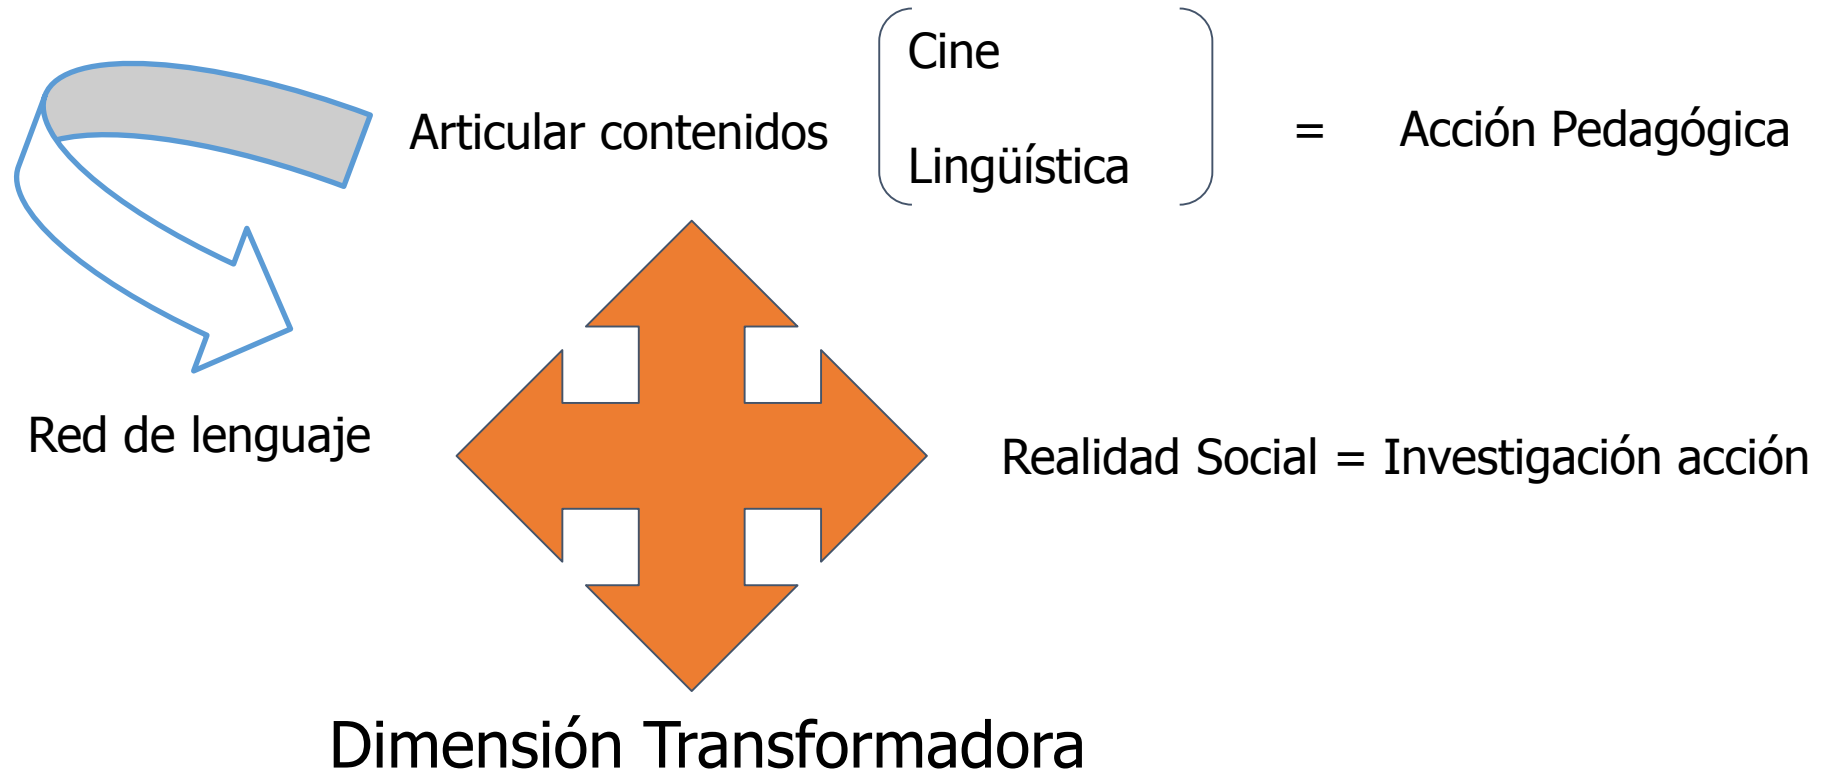 Cine
Articular contenidos
Lingüística
= Acción Pedagógica
Red de lenguaje
Realidad Social = Investigación acción
Dimensión Transformadora